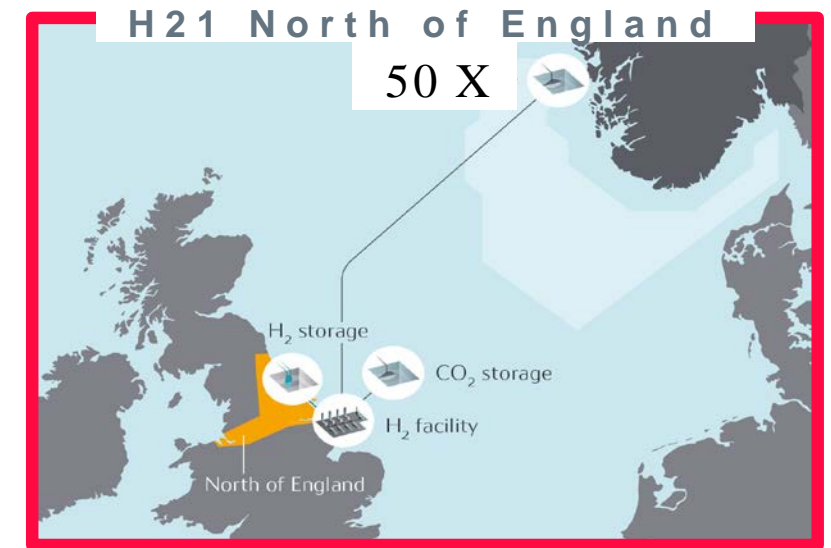 H21 North of England
50 X
H₂ storage
CO₂ storage
H₂ facility
North of England